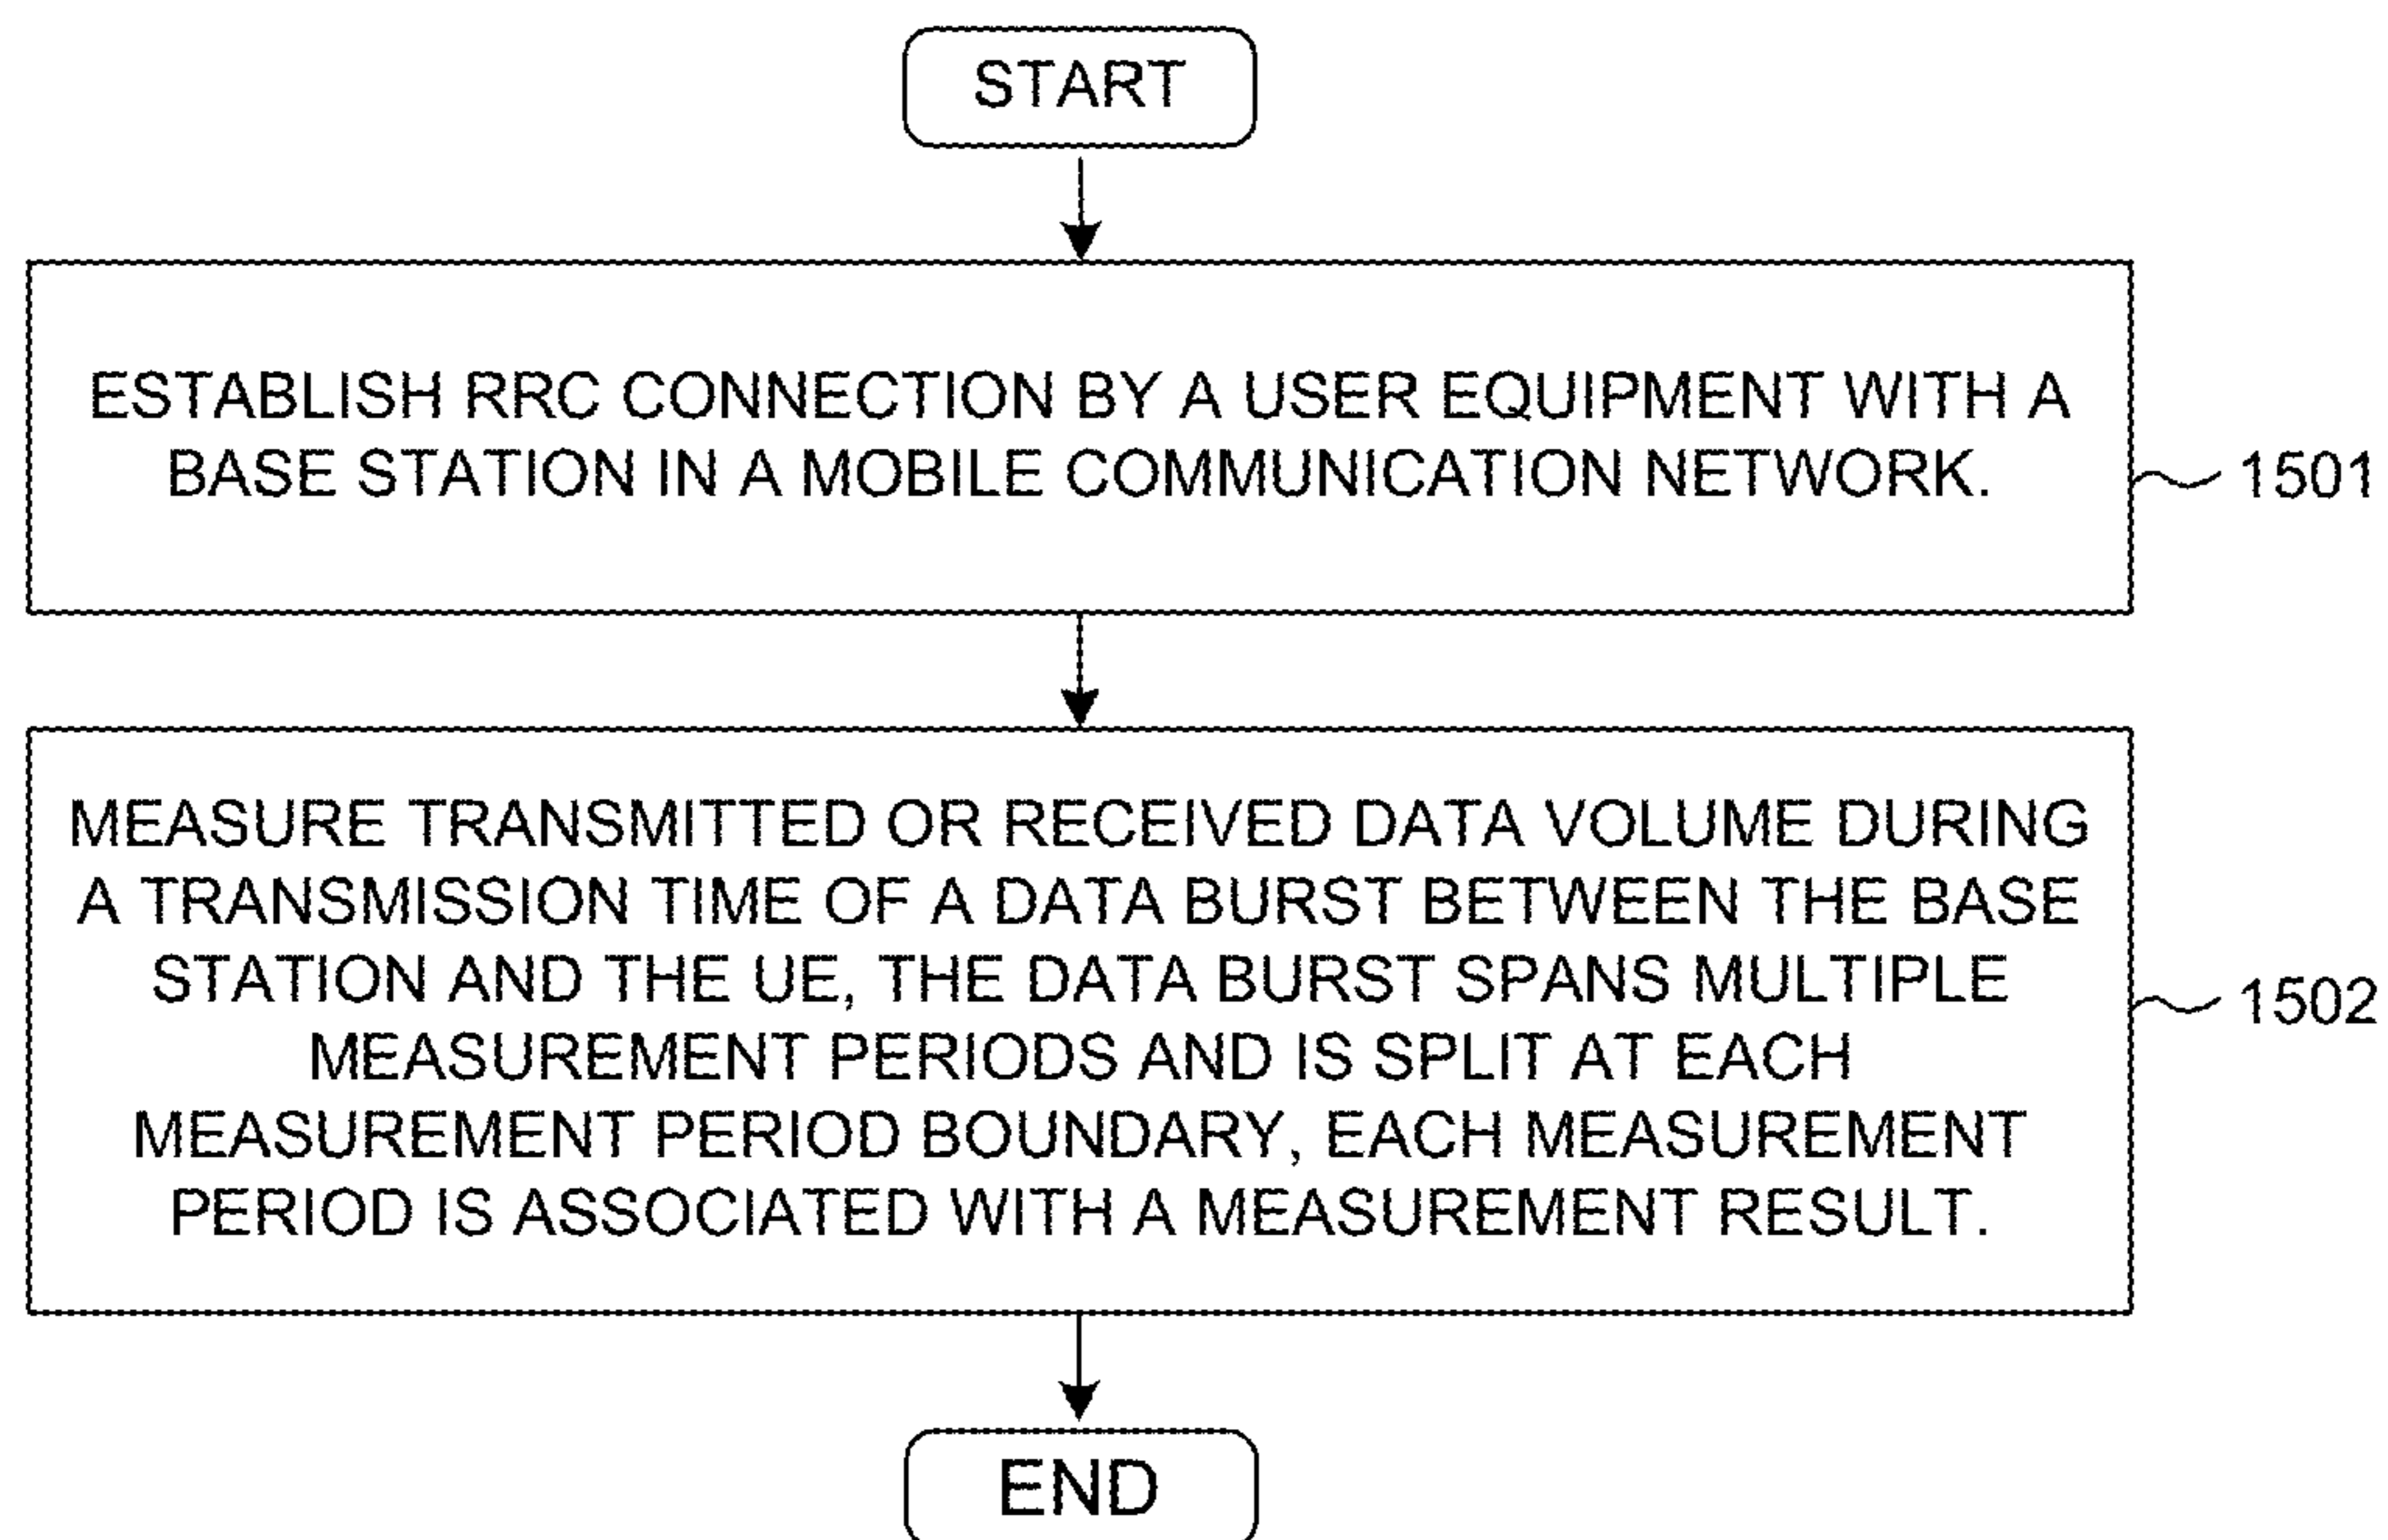 START
ESTABLISH RRC CONNECTION BY A USER EQUIPMENT WITH A
BASE STATION IN A MOBILE COMMUNICATION NETWORK.
1501
MEASURE TRANSMITTED OR RECEIVED DATA VOLUME DURING
A TRANSMISSION TIME OF A DATA BURST BETWEEN THE BASE
STATION AND THE UE, THE DATA BURST SPANS MULTIPLE
MEASUREMENT PERIODS AND IS SPLIT AT EACH
MEASUREMENT PERIOD BOUNDARY, EACH MEASUREMENT
PERIOD IS ASSOCIATED WITH A MEASUREMENT RESULT.
1502
END